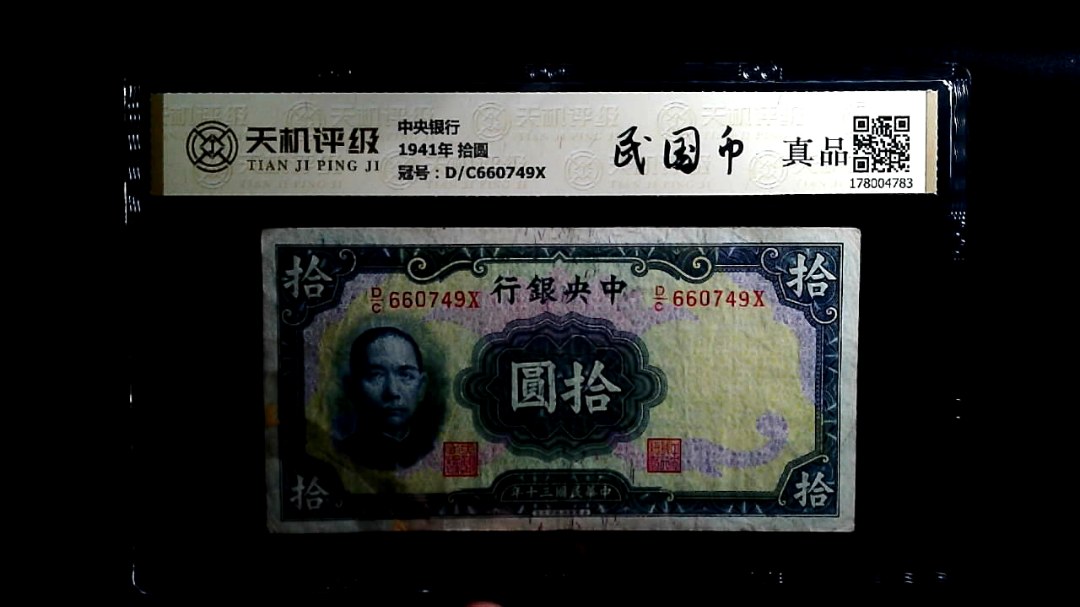 天机评级
TIAN JI PING JI
中央银行
1941年 拾圆
冠号：D/C660749X
民国币
真品
178004783
拾
拾
行銀央中
D/C 660749X
D/C 660749X
圓拾
拾
拾
年十三國民華中